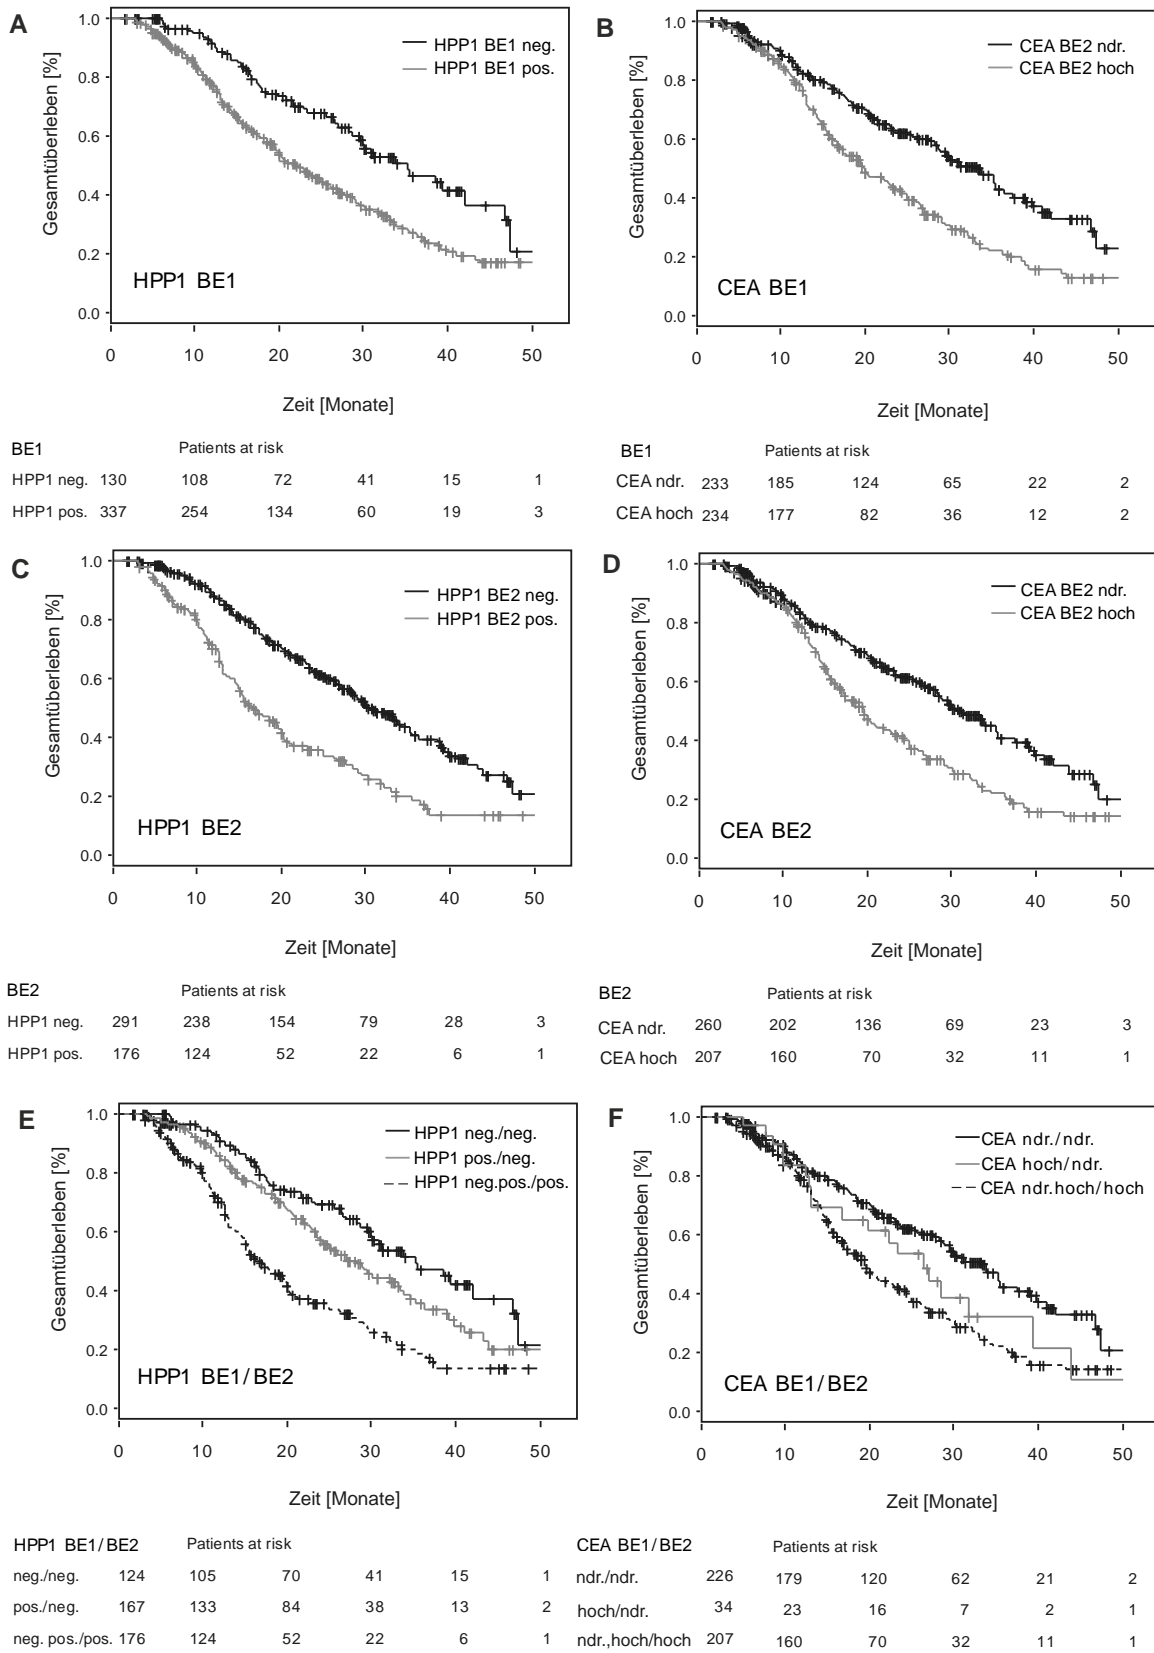 A
Gesamtüberleben [%]
1.0
0.8
0.6
0.4
0.2
0.0
HPP1 BE1 neg.
HPP1 BE1 pos.
HPP1 BE1
0 10 20 30 40 50
Zeit [Monate]
BE1 Patients at risk
HPP1 neg. 130 108 72 41 15 1
HPP1 pos. 337 254 134 60 19 3
B
Gesamtüberleben [%]
1.0
0.8
0.6
0.4
0.2
0.0
CEA BE2 ndr.
CEA BE2 hoch
CEA BE1
0 10 20 30 40 50
Zeit [Monate]
BE1 Patients at risk
CEA ndr. 233 185 124 65 22 2
CEA hoch 234 177 82 36 12 2
C
Gesamtüberleben [%]
1.0
0.8
0.6
0.4
0.2
0.0
HPP1 BE2 neg.
HPP1 BE2 pos.
HPP1 BE2
0 10 20 30 40 50
Zeit [Monate]
BE2 Patients at risk
HPP1 neg. 291 238 154 79 28 3
HPP1 pos. 176 124 52 22 6 1
D
Gesamtüberleben [%]
1.0
0.8
0.6
0.4
0.2
0.0
CEA BE2 ndr.
CEA BE2 hoch
CEA BE2
0 10 20 30 40 50
Zeit [Monate]
BE2 Patients at risk
CEA ndr. 260 202 136 69 23 3
CEA hoch 207 160 70 32 11 1
E
Gesamtüberleben [%]
1.0
0.8
0.6
0.4
0.2
0.0
HPP1 neg./neg.
HPP1 pos./neg.
HPP1 neg.pos./pos.
HPP1 BE1/BE2
0 10 20 30 40 50
Zeit [Monate]
HPP1 BE1/BE2 Patients at risk
neg./neg. 124 105 70 41 15 1
pos./neg. 167 133 84 38 13 2
neg. pos./pos. 176 124 52 22 6 1
F
Gesamtüberleben [%]
1.0
0.8
0.6
0.4
0.2
0.0
CEA ndr./ndr.
CEA hoch/ndr.
CEA ndr.hoch/hoch
CEA BE1/BE2
0 10 20 30 40 50
Zeit [Monate]
CEA BE1/BE2 Patients at risk
ndr./ndr. 226 179 120 62 21 2
hoch/ndr. 34 23 16 7 2 1
ndr.,hoch/hoch 207 160 70 32 11 1